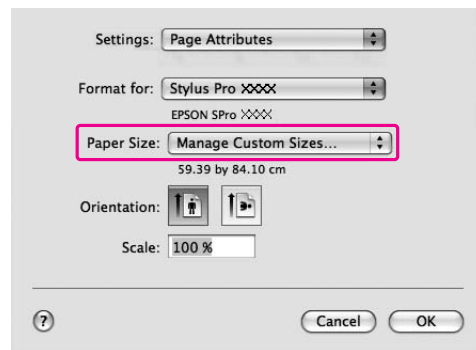 Settings: Page Attributes
Format for: Stylus Pro XXXX
EPSON SPro XXXX
Paper Size: Manage Custom Sizes...
59.39 by 84.10 cm
Orientation:
Scale: 100 %
? Cancel OK